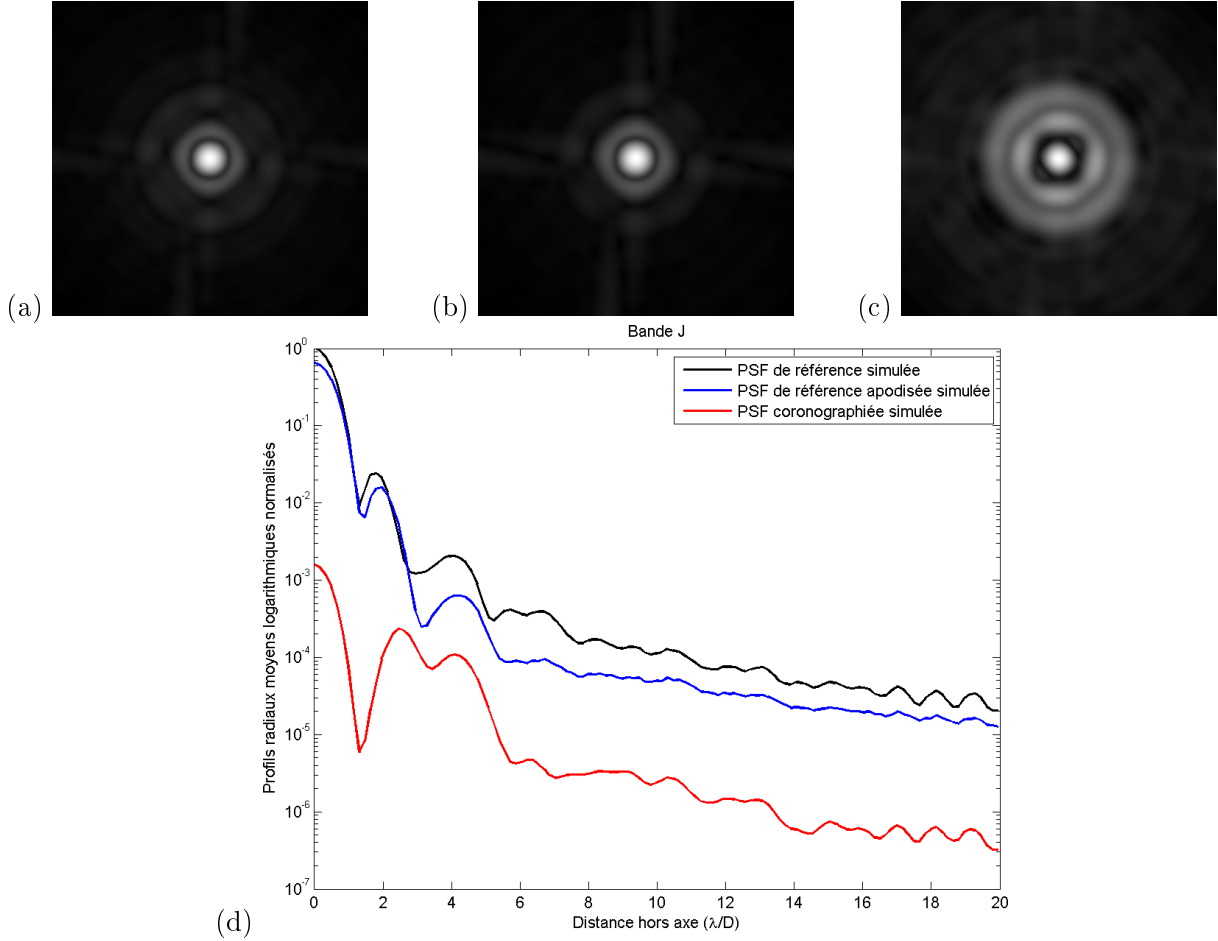 (a)
(b)
(c)
Bande J
PSF de référence simulée
PSF de référence apodisée simulée
PSF coronographiée simulée
10^0
10^-1
10^-2
10^-3
10^-4
10^-5
10^-6
10^-7
Profils radiaux moyens logarithmiques normalisés
0 2 4 6 8 10 12 14 16 18 20
Distance hors axe (λ/D)
(d)